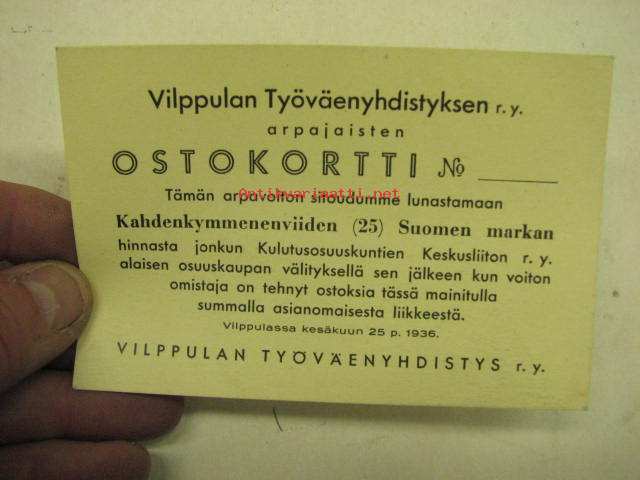 Vilppulan Työväenyhdistyksen r. y.
arpajaisten
OSTOKORTTI No
Antikvariaatti.net
Tämän arpavoiton sitoudumme lunastamaan
Kahdenkymmenenviiden (25) Suomen markan
hinnasta jonkun Kulutusosuuskuntien Keskusliiton r. y.
alaisen osuuskaupan välityksellä sen jälkeen kun voiton
omistaja on tehnyt ostoksia tässä mainitulla
summalla asianomaisesta liikkeestä.
Vilppulassa kesäkuun 25 p. 1936.
VILPPULAN TYÖVÄENYHDISTYS r. y.